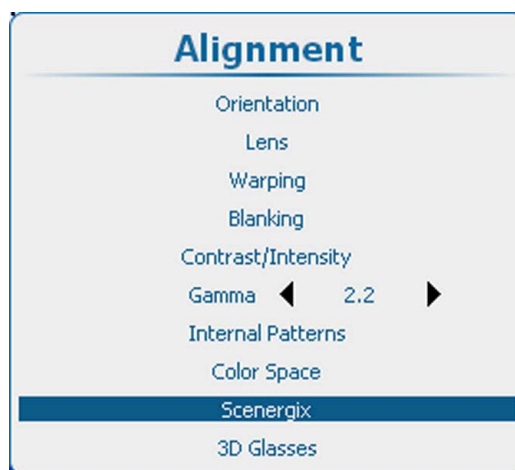 Alignment
Orientation
Lens
Warping
Blanking
Contrast/Intensity
Gamma 2.2
Internal Patterns
Color Space
Scenergix
3D Glasses